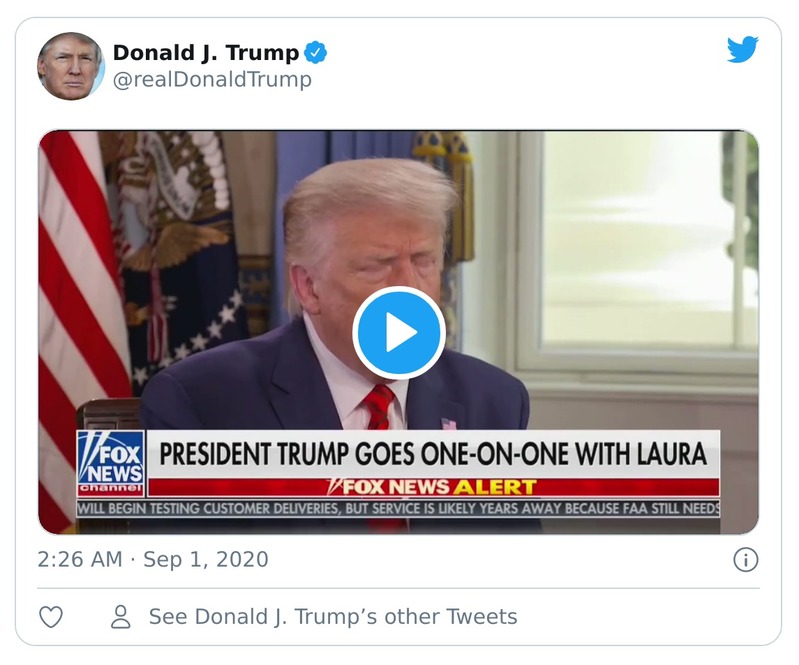 Donald J. Trump
@realDonaldTrump
FOX
NEWS
channel
PRESIDENT TRUMP GOES ONE-ON-ONE WITH LAURA
FOX NEWS ALERT
WILL BEGIN TESTING CUSTOMER DELIVERIES, BUT SERVICE IS LIKELY YEARS AWAY BECAUSE FAA STILL NEEDS
2:26 AM · Sep 1, 2020
See Donald J. Trump’s other Tweets